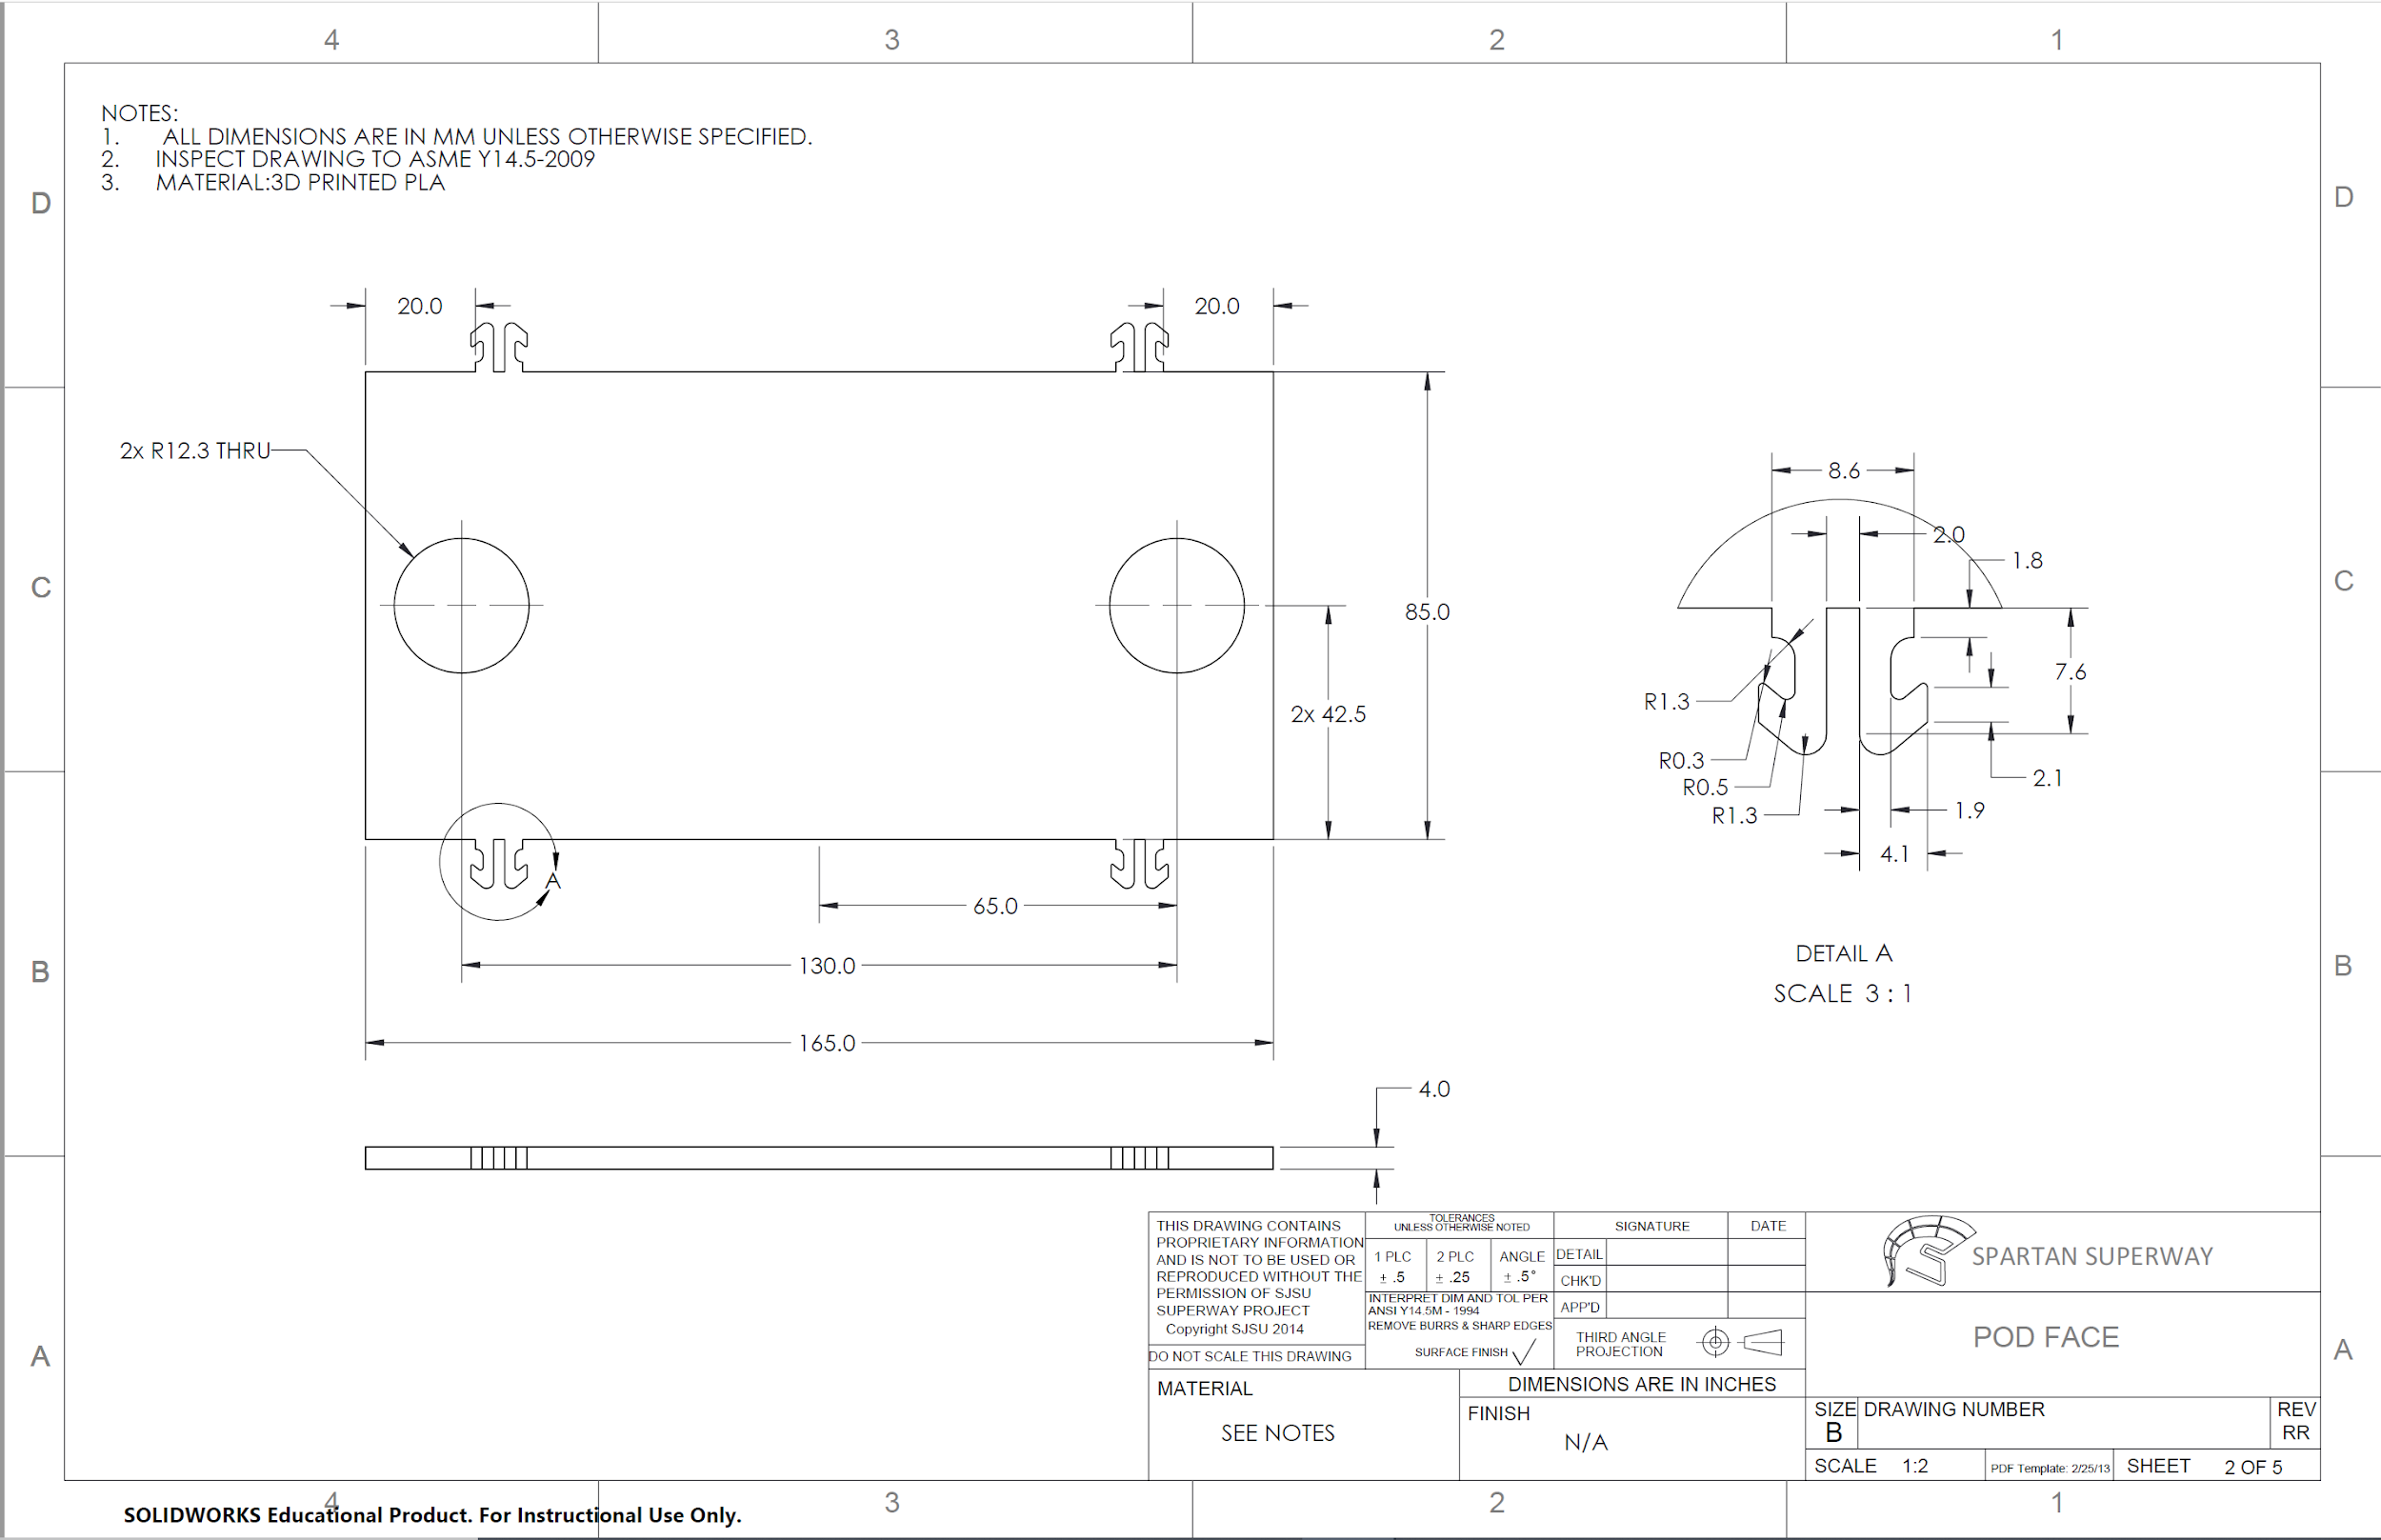 4 3 2 1
NOTES:
1. ALL DIMENSIONS ARE IN MM UNLESS OTHERWISE SPECIFIED.
2. INSPECT DRAWING TO ASME Y14.5-2009
3. MATERIAL:3D PRINTED PLA
D D
20.0 20.0
2x R12.3 THRU
8.6
2.0
1.8
C C
85.0
7.6
R1.3
2x 42.5
R0.3
2.1
R0.5
1.9
R1.3
4.1
A
65.0
DETAIL A
130.0
B B
SCALE 3 : 1
165.0
4.0
THIS DRAWING CONTAINS
PROPRIETARY INFORMATION
AND IS NOT TO BE USED OR
REPRODUCED WITHOUT THE
PERMISSION OF SJSU
SUPERWAY PROJECT
Copyright SJSU 2014
DO NOT SCALE THIS DRAWING
TOLERANCES
UNLESS OTHERWISE NOTED
1 PLC 2 PLC ANGLE
± .5 ± .25 ± .5°
INTERPRET DIM AND TOL PER
ANSI Y14.5M - 1994
REMOVE BURRS & SHARP EDGES
SURFACE FINISH
SIGNATURE DATE
DETAIL
CHK'D
APP'D
THIRD ANGLE
PROJECTION
SPARTAN SUPERWAY
POD FACE
A A
MATERIAL
SEE NOTES
DIMENSIONS ARE IN INCHES
FINISH
N/A
SIZE DRAWING NUMBER REV
B RR
SCALE 1:2 PDF Template: 2/25/13 SHEET 2 OF 5
4 3 2 1
SOLIDWORKS Educational Product. For Instructional Use Only.